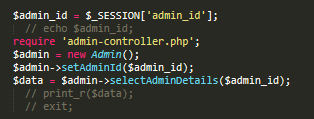 $admin_id = $_SESSION['admin_id'];
// echo $admin_id;
require 'admin-controller.php';
$admin = new Admin();
$admin->setAdminId($admin_id);
$data = $admin->selectAdminDetails($admin_id);
// print_r($data);
// exit;